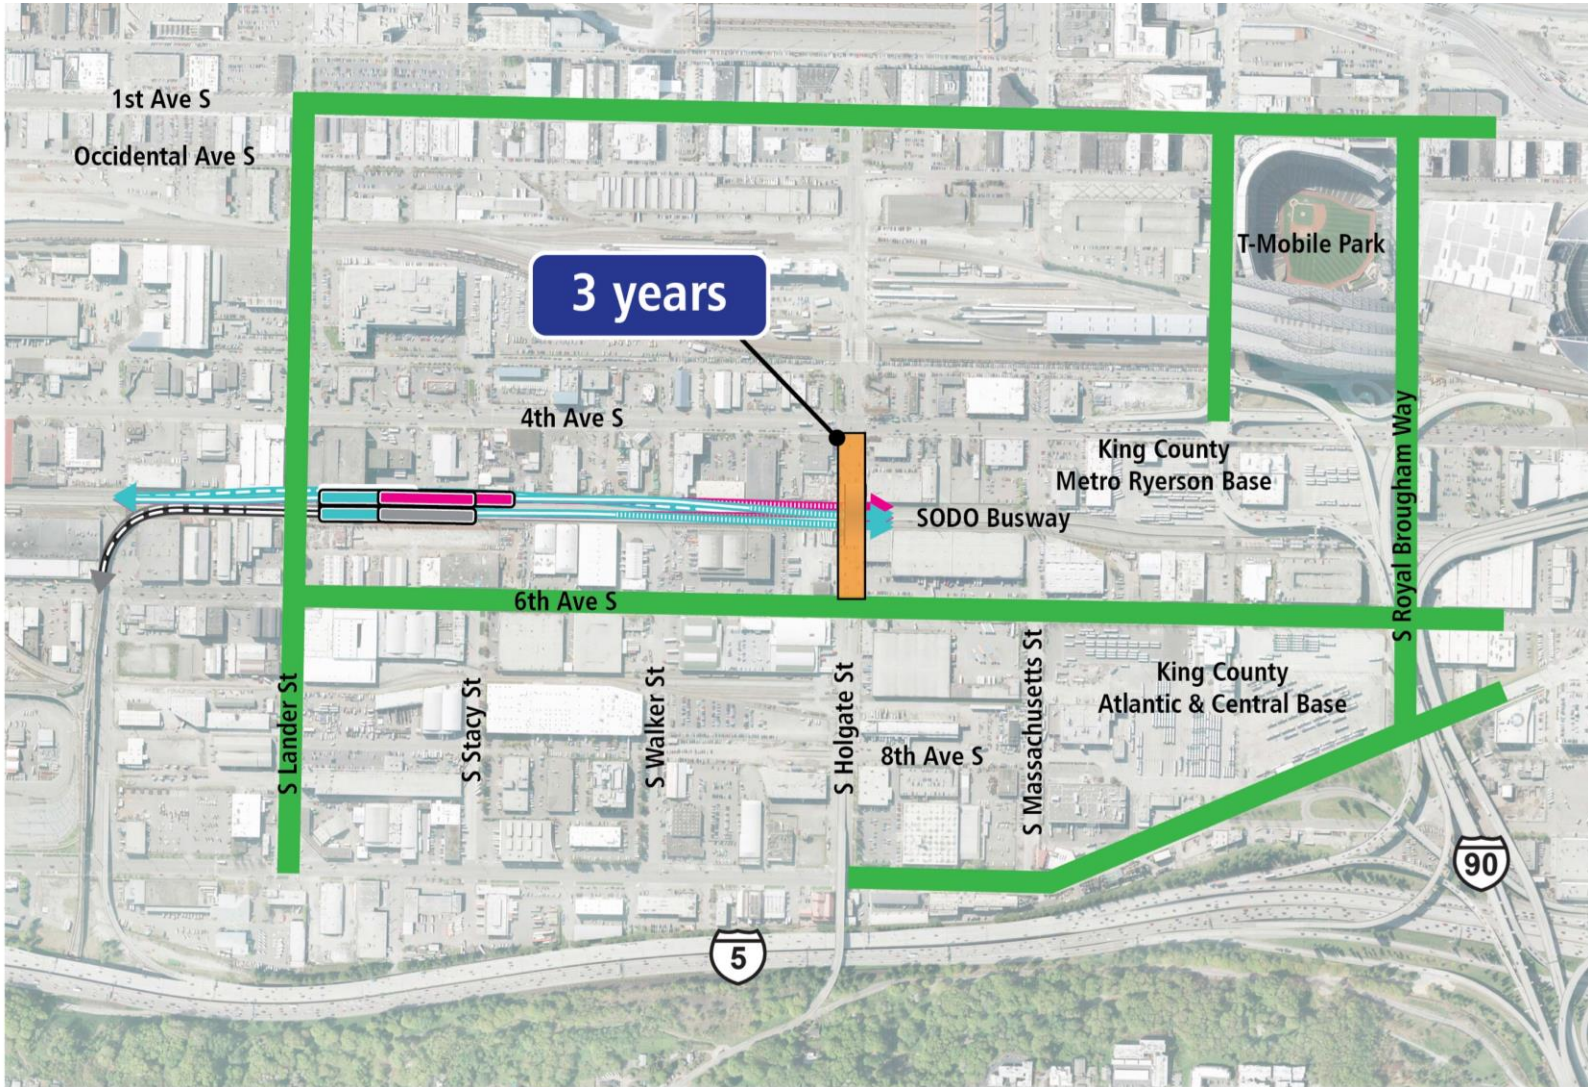 1st Ave S
Occidental Ave S
T-Mobile Park
3 years
4th Ave S
King County
Metro Ryerson Base
SODO Busway
S Royal Brougham Way
6th Ave S
S Lander St
S Stacy St
S Walker St
S Holgate St
8th Ave S
S Massachusetts St
King County
Atlantic & Central Base
90
5